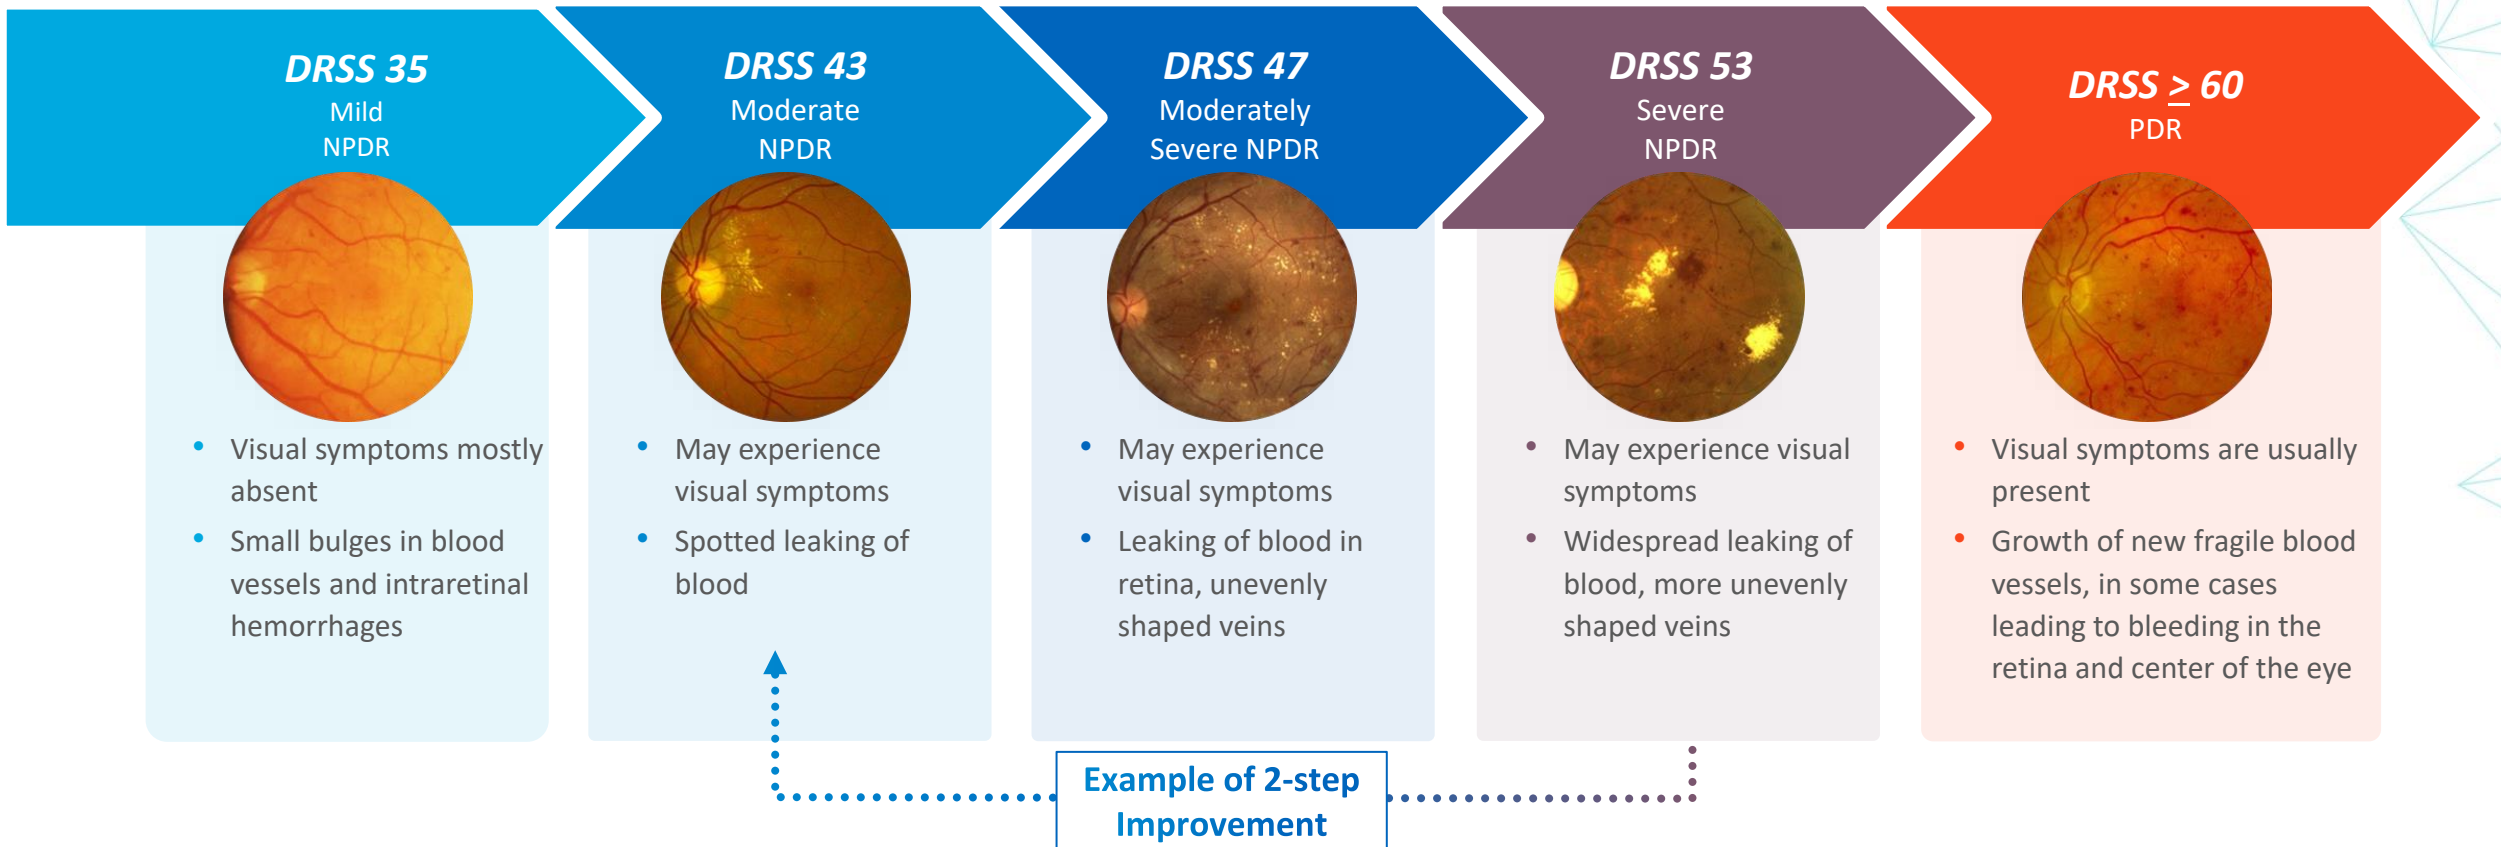 DRSS 35
Mild
NPDR
DRSS 43
Moderate
NPDR
DRSS 47
Moderately
Severe NPDR
DRSS 53
Severe
NPDR
DRSS ≥ 60
PDR
• Visual symptoms mostly
absent
• Small bulges in blood
vessels and intraretinal
hemorrhages
• May experience
visual symptoms
• Spotted leaking of
blood
• May experience
visual symptoms
• Leaking of blood in
retina, unevenly
shaped veins
• May experience visual
symptoms
• Widespread leaking of
blood, more unevenly
shaped veins
• Visual symptoms are usually
present
• Growth of new fragile blood
vessels, in some cases
leading to bleeding in the
retina and center of the eye
Example of 2-step
Improvement